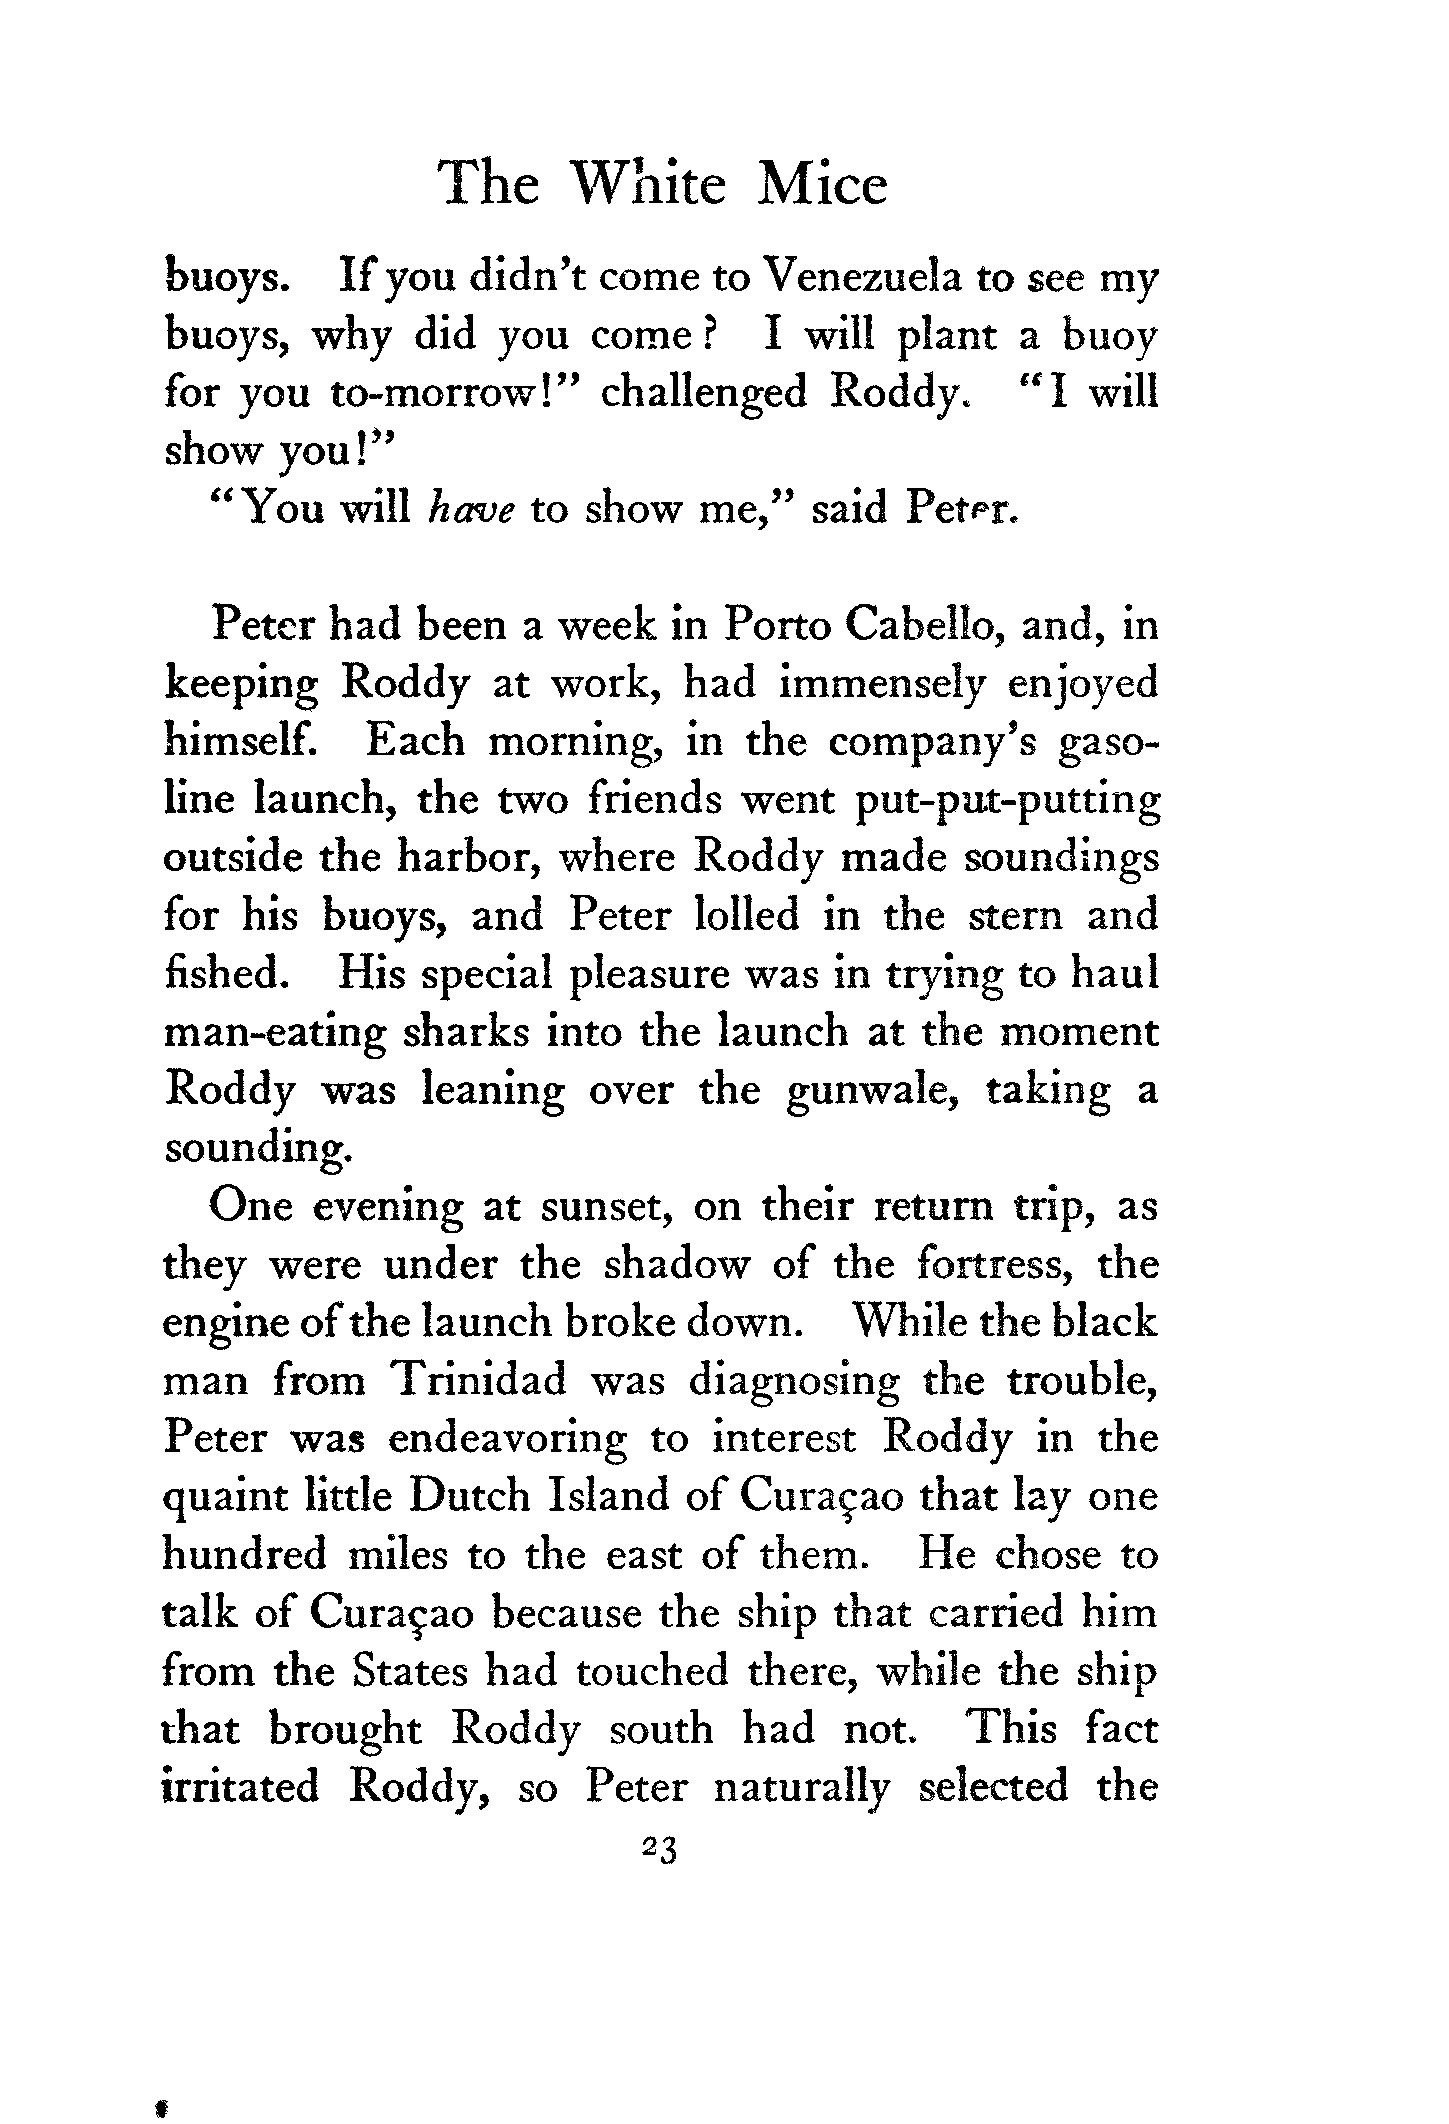 The White Mice
buoys. If you didn't come to Venezuela to see my
buoys, why did you come? I will plant a buoy
for you to-morrow!" challenged Roddy. "I will
show you!"
"You will have to show me," said Peter.
Peter had been a week in Porto Cabello, and, in
keeping Roddy at work, had immensely enjoyed
himself. Each morning, in the company's gaso-
line launch, the two friends went put-put-putting
outside the harbor, where Roddy made soundings
for his buoys, and Peter lolled in the stern and
fished. His special pleasure was in trying to haul
man-eating sharks into the launch at the moment
Roddy was leaning over the gunwale, taking a
sounding.
One evening at sunset, on their return trip, as
they were under the shadow of the fortress, the
engine of the launch broke down. While the black
man from Trinidad was diagnosing the trouble,
Peter was endeavoring to interest Roddy in the
quaint little Dutch Island of Curaçao that lay one
hundred miles to the east of them. He chose to
talk of Curaçao because the ship that carried him
from the States had touched there, while the ship
that brought Roddy south had not. This fact
irritated Roddy, so Peter naturally selected the
23